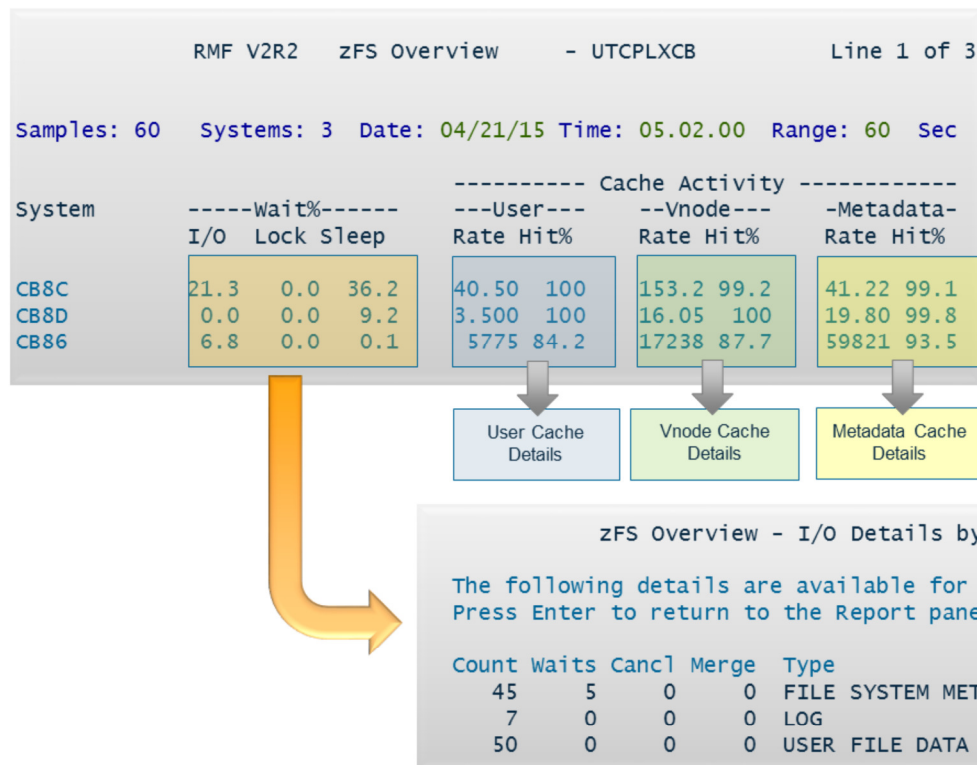 RMF V2R2 zFS Overview - UTCPLXCB Line 1 of 3
Samples: 60 Systems: 3 Date: 04/21/15 Time: 05.02.00 Range: 60 Sec
---------- Cache Activity ------------
System -----Wait%------ ---User--- --Vnode--- -Metadata-
I/O Lock Sleep Rate Hit% Rate Hit% Rate Hit%
CB8C 21.3 0.0 36.2 40.50 100 153.2 99.2 41.22 99.1
CB8D 0.0 0.0 9.2 3.500 100 16.05 100 19.80 99.8
CB86 6.8 0.0 0.1 5775 84.2 17238 87.7 59821 93.5
User Cache
Details
Vnode Cache
Details
Metadata Cache
Details
zFS Overview - I/O Details by
The following details are available for
Press Enter to return to the Report pane
Count Waits Cancl Merge Type
45 5 0 0 FILE SYSTEM MET
7 0 0 0 LOG
50 0 0 0 USER FILE DATA